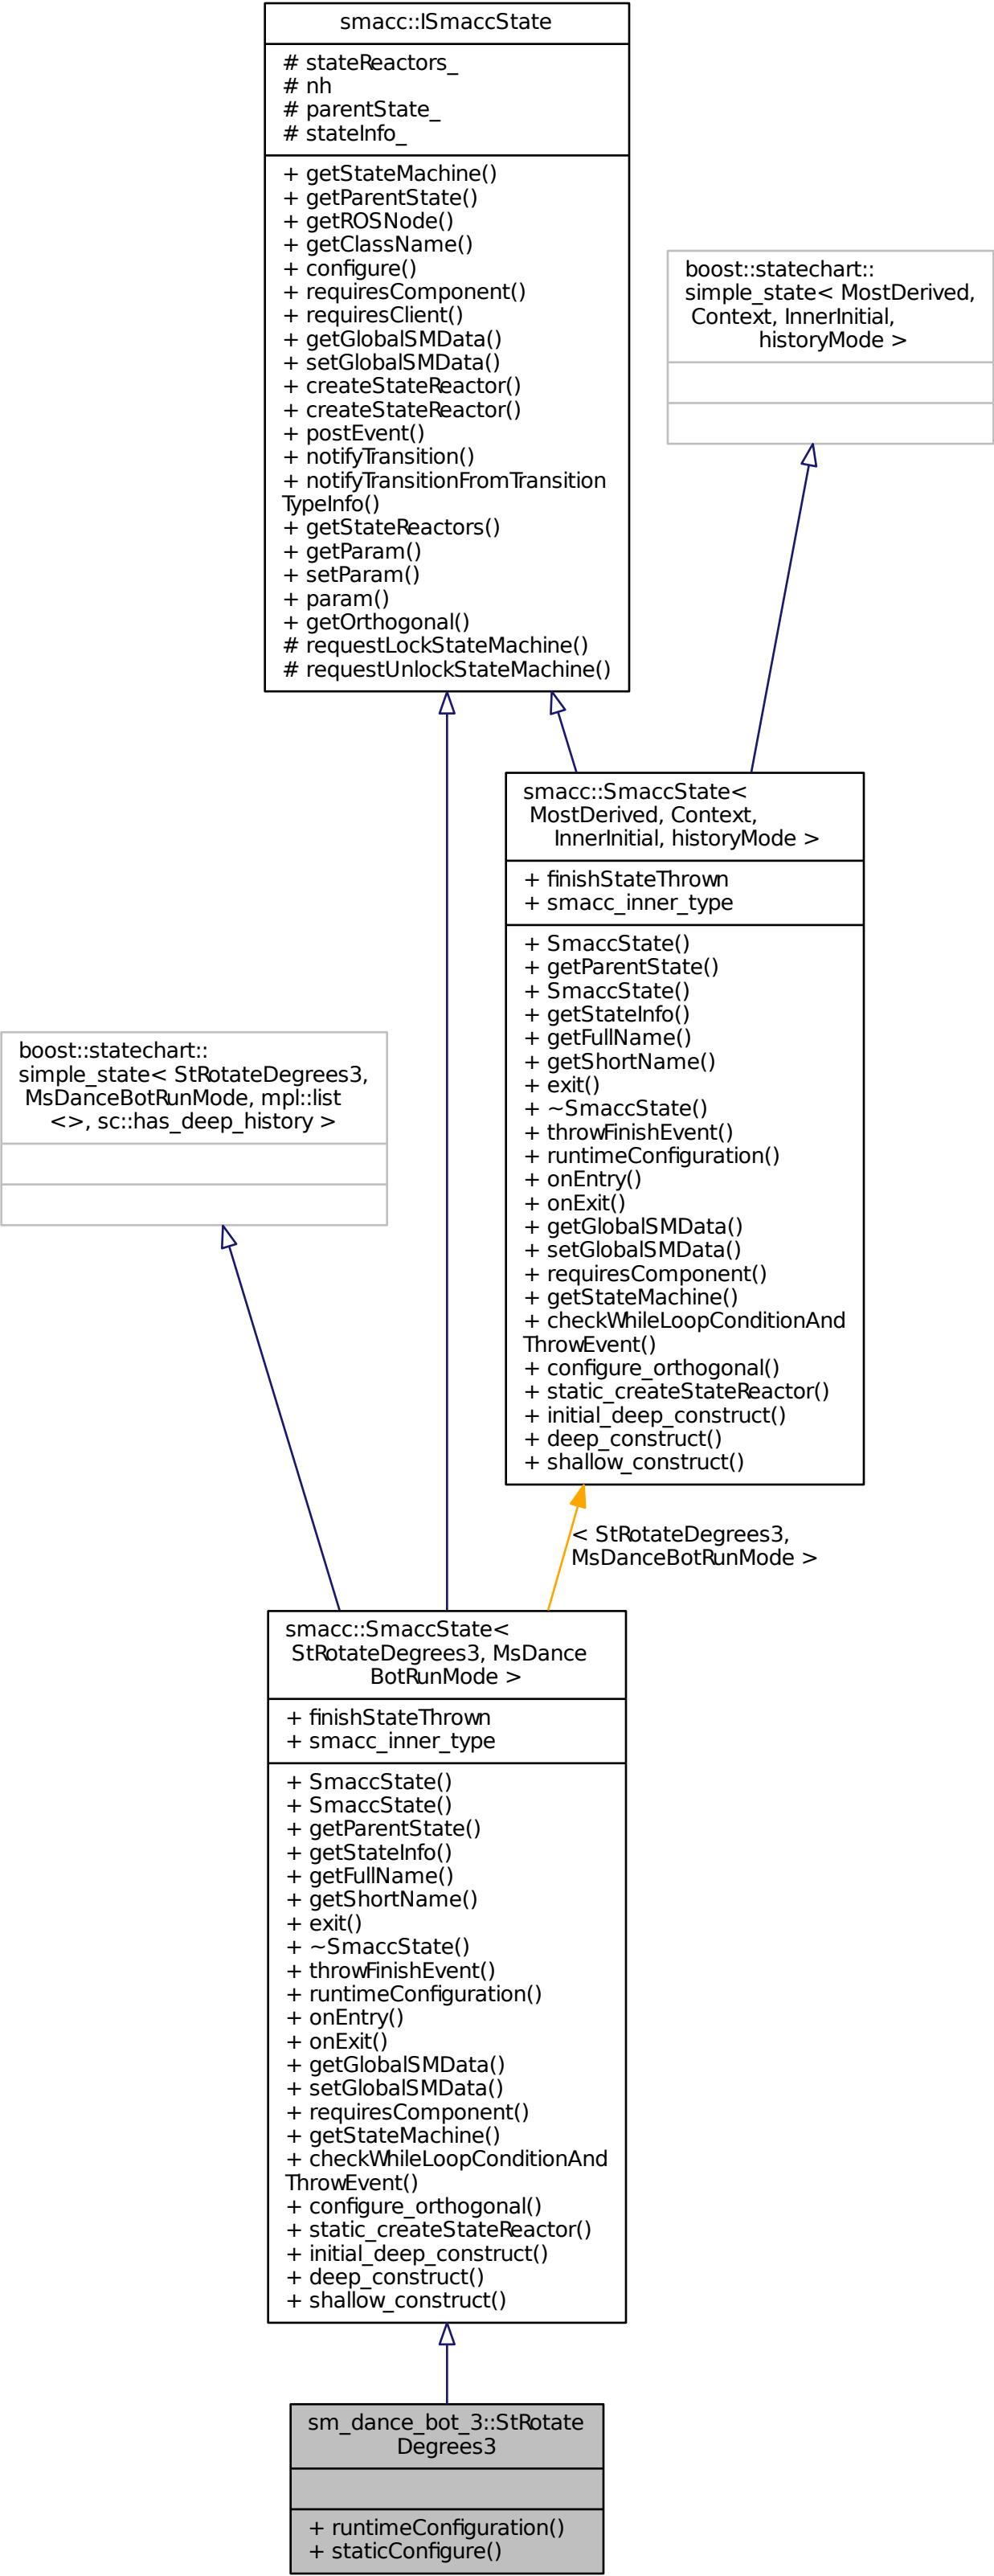 smacc::ISmaccState
# stateReactors_
# nh
# parentState_
# stateInfo_
+ getStateMachine()
+ getParentState()
+ getROSNode()
+ getClassName()
+ configure()
+ requiresComponent()
+ requiresClient()
+ getGlobalSMData()
+ setGlobalSMData()
+ createStateReactor()
+ createStateReactor()
+ postEvent()
+ notifyTransition()
+ notifyTransitionFromTransition
TypeInfo()
+ getStateReactors()
+ getParam()
+ setParam()
+ param()
+ getOrthogonal()
# requestLockStateMachine()
# requestUnlockStateMachine()
boost::statechart::
simple_state< MostDerived,
Context, InnerInitial,
historyMode >
smacc::SmaccState<
MostDerived, Context,
InnerInitial, historyMode >
+ finishStateThrown
+ smacc_inner_type
+ SmaccState()
+ getParentState()
+ SmaccState()
+ getStateInfo()
+ getFullName()
+ getShortName()
+ exit()
+ ~SmaccState()
+ throwFinishEvent()
+ runtimeConfiguration()
+ onEntry()
+ onExit()
+ getGlobalSMData()
+ setGlobalSMData()
+ requiresComponent()
+ getStateMachine()
+ checkWhileLoopConditionAnd
ThrowEvent()
+ configure_orthogonal()
+ static_createStateReactor()
+ initial_deep_construct()
+ deep_construct()
+ shallow_construct()
boost::statechart::
simple_state< StRotateDegrees3,
MsDanceBotRunMode, mpl::list
<>, sc::has_deep_history >
< StRotateDegrees3,
MsDanceBotRunMode >
smacc::SmaccState<
StRotateDegrees3, MsDance
BotRunMode >
+ finishStateThrown
+ smacc_inner_type
+ SmaccState()
+ SmaccState()
+ getParentState()
+ getStateInfo()
+ getFullName()
+ getShortName()
+ exit()
+ ~SmaccState()
+ throwFinishEvent()
+ runtimeConfiguration()
+ onEntry()
+ onExit()
+ getGlobalSMData()
+ setGlobalSMData()
+ requiresComponent()
+ getStateMachine()
+ checkWhileLoopConditionAnd
ThrowEvent()
+ configure_orthogonal()
+ static_createStateReactor()
+ initial_deep_construct()
+ deep_construct()
+ shallow_construct()
sm_dance_bot_3::StRotate
Degrees3
+ runtimeConfiguration()
+ staticConfigure()